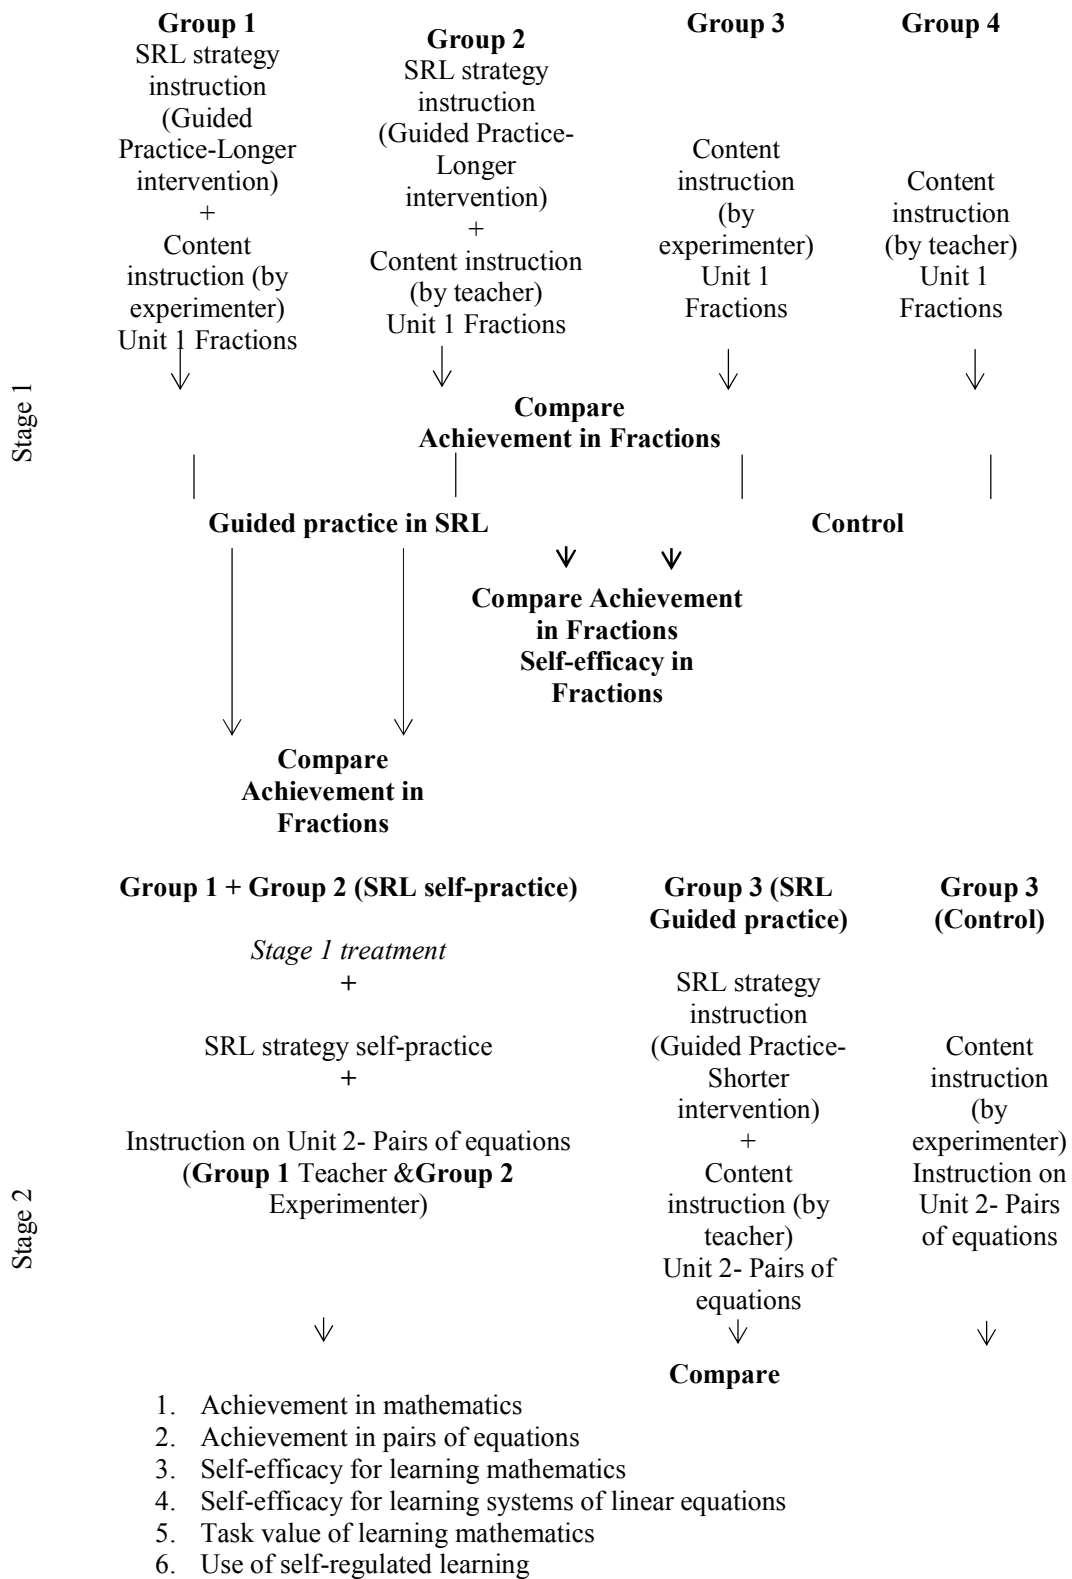 Group 1
SRL strategy
instruction
(Guided
Practice-Longer
intervention)
+
Content
instruction (by
experimenter)
Unit 1 Fractions
Group 2
SRL strategy
instruction
(Guided Practice-
Longer
intervention)
+
Content instruction
(by teacher)
Unit 1 Fractions
Group 3
Content
instruction
(by
experimenter)
Unit 1
Fractions
Group 4
Content
instruction
(by teacher)
Unit 1
Fractions
Stage 1
Compare
Achievement in Fractions
Guided practice in SRL
Control
Compare Achievement
in Fractions
Self-efficacy in
Fractions
Compare
Achievement in
Fractions
Group 1 + Group 2 (SRL self-practice)
Stage 1 treatment
+
SRL strategy self-practice
+
Instruction on Unit 2- Pairs of equations
(Group 1 Teacher &Group 2
Experimenter)
Group 3 (SRL
Guided practice)
SRL strategy
instruction
(Guided Practice-
Shorter
intervention)
+
Content
instruction (by
teacher)
Unit 2- Pairs of
equations
Group 3
(Control)
Content
instruction
(by
experimenter)
Instruction on
Unit 2- Pairs
of equations
Stage 2
Compare
1. Achievement in mathematics
2. Achievement in pairs of equations
3. Self-efficacy for learning mathematics
4. Self-efficacy for learning systems of linear equations
5. Task value of learning mathematics
6. Use of self-regulated learning